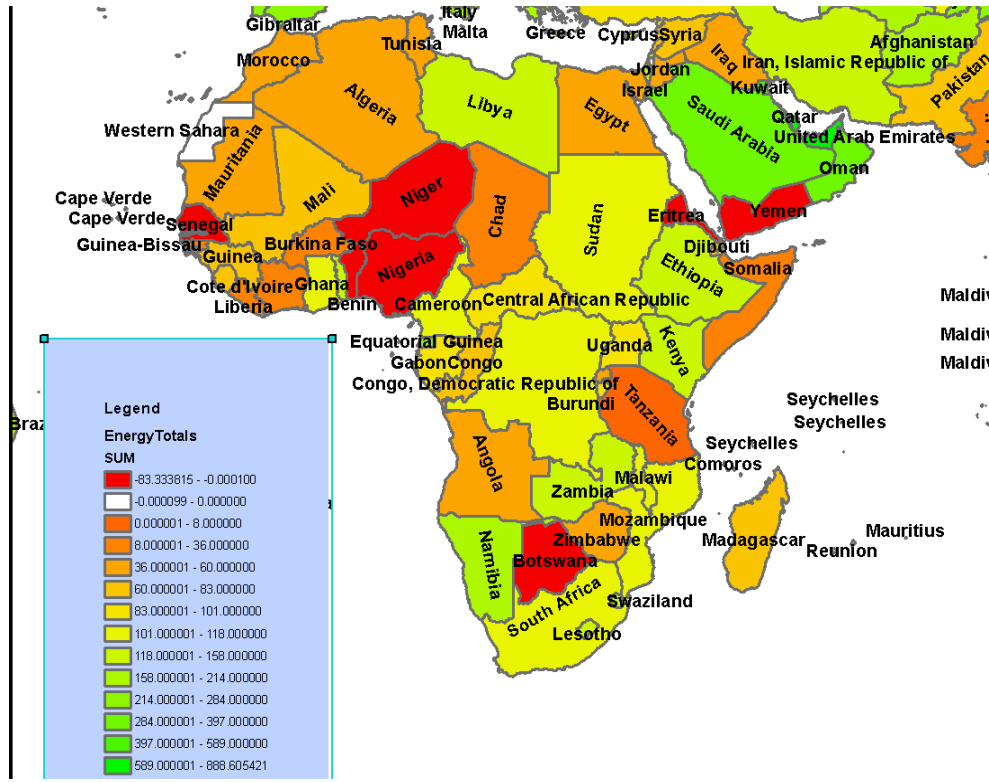 Gibraltar
Italy
Malta
Greece
Cyprus
Syria
Afghanistan
Tunisia
Morocco
Iraq
Iran, Islamic Republic of
Jordan
Israel
Kuwait
Pakistan
Algeria
Libya
Egypt
Saudi Arabia
Qatar
United Arab Emirates
Western Sahara
Oman
Mauritania
Mali
Niger
Chad
Sudan
Cape Verde
Cape Verde
Senegal
Eritrea
Yemen
Guinea-Bissau
Guinea
Burkina Faso
Nigeria
Djibouti
Ethiopia
Somalia
Cote d'Ivoire
Ghana
Liberia
Benin
Cameroon
Central African Republic
Maldiv
Maldiv
Maldiv
Equatorial Guinea
Uganda
Kenya
Gabon
Congo
Congo, Democratic Republic of
Burundi
Tanzania
Seychelles
Seychelles
Seychelles
Braz
Comoros
Angola
Malawi
Zambia
Mozambique
Zimbabwe
Madagascar
Mauritius
Reunion
Namibia
Botswana
South Africa
Swaziland
Lesotho
Legend
EnergyTotals
SUM
-83.333815 - -0.000100
-0.000099 - 0.000000
0.000001 - 8.000000
8.000001 - 36.000000
36.000001 - 60.000000
60.000001 - 83.000000
83.000001 - 101.000000
101.000001 - 118.000000
118.000001 - 158.000000
158.000001 - 214.000000
214.000001 - 284.000000
284.000001 - 397.000000
397.000001 - 589.000000
589.000001 - 888.605421